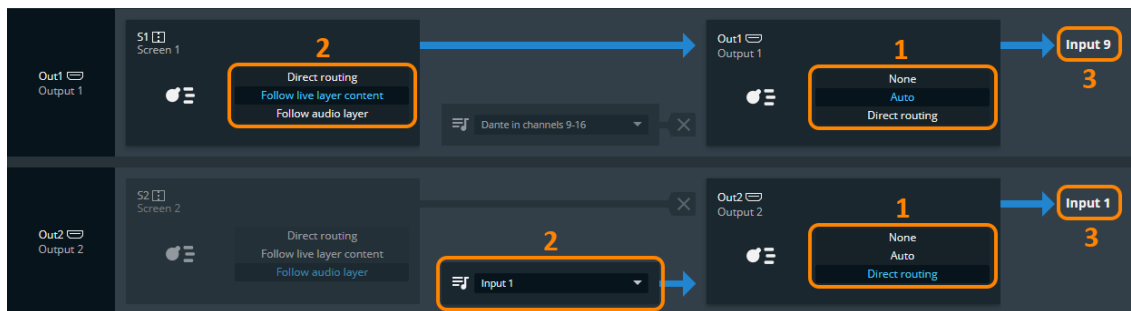 Out1
Output 1
S1
Screen 1
2
Direct routing
Follow live layer content
Follow audio layer
Dante in channels 9-16
Out1
Output 1
1
None
Auto
Direct routing
Input 9
3
Out2
Output 2
S2
Screen 2
Direct routing
Follow live layer content
Follow audio layer
2
Input 1
Out2
Output 2
1
None
Auto
Direct routing
Input 1
3